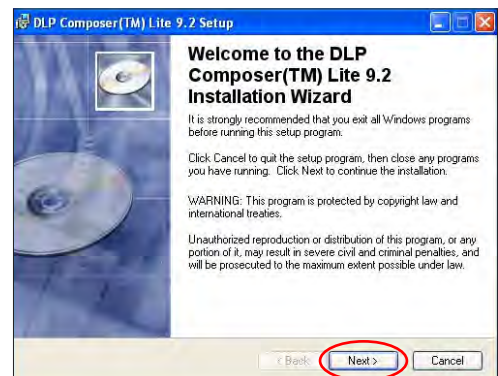 DLP Composer(TM) Lite 9.2 Setup
Welcome to the DLP
Composer(TM) Lite 9.2
Installation Wizard
It is strongly recommended that you exit all Windows programs
before running this setup program.
Click Cancel to quit the setup program, then close any programs
you have running. Click Next to continue the installation.
WARNING: This program is protected by copyright law and
international treaties.
Unauthorized reproduction or distribution of this program, or any
portion of it, may result in severe civil and criminal penalties, and
will be prosecuted to the maximum extent possible under law.
< Back Next > Cancel